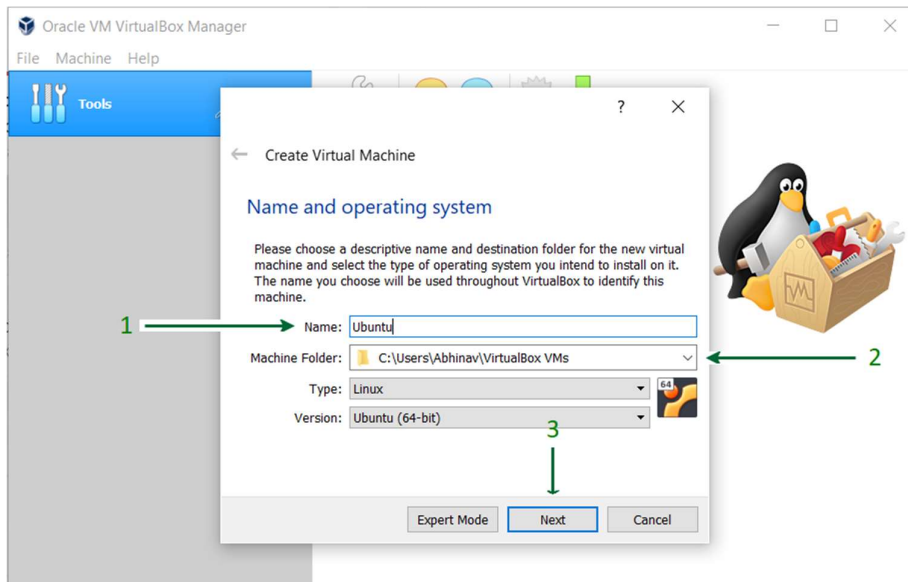 Oracle VM VirtualBox Manager
File Machine Help
Tools
?
Create Virtual Machine
Name and operating system
Please choose a descriptive name and destination folder for the new virtual
machine and select the type of operating system you intend to install on it.
The name you choose will be used throughout VirtualBox to identify this
machine.
1
Name: Ubuntu
Machine Folder: C:\Users\Abhinav\VirtualBox VMs
2
Type: Linux
64
Version: Ubuntu (64-bit)
3
Expert Mode Next Cancel